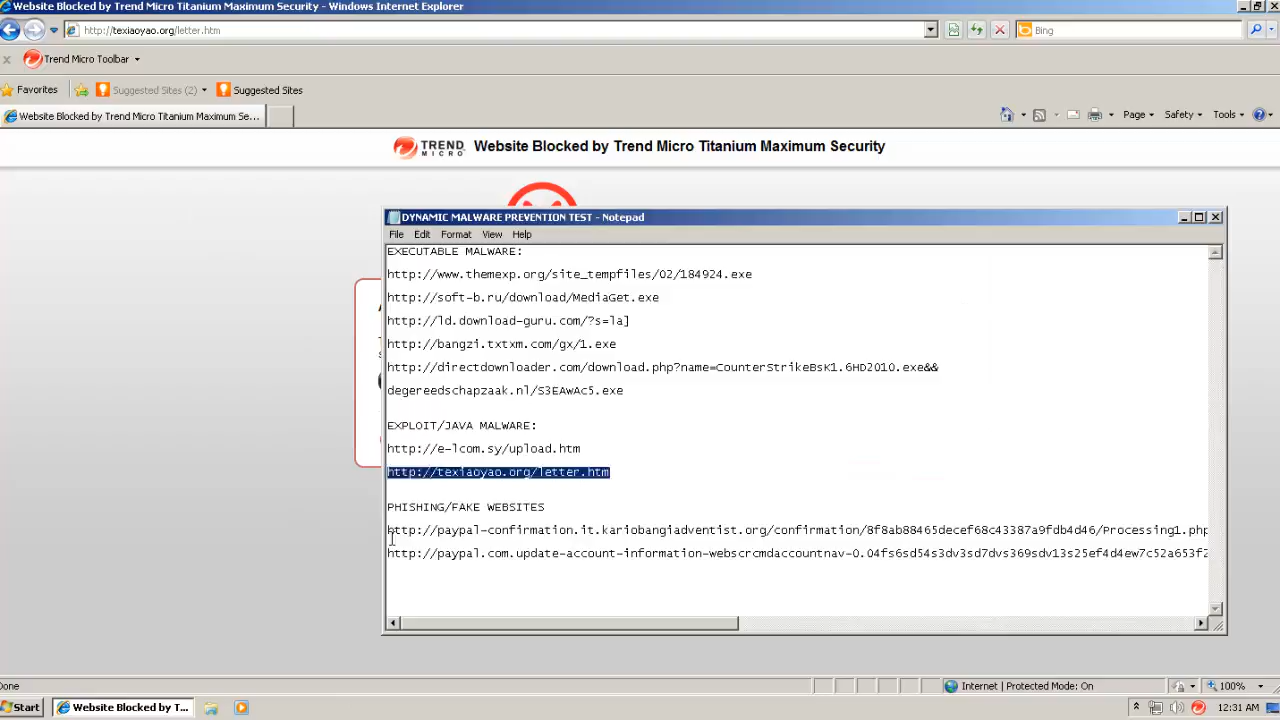 Website Blocked by Trend Micro Titanium Maximum Security - Windows Internet Explorer
http://texiaoyao.org/letter.htm
Bing
Trend Micro Toolbar
Favorites
Suggested Sites (2)
Suggested Sites
Website Blocked by Trend Micro Titanium Maximum Se...
Page
Safety
Tools
TREND MICRO
Website Blocked by Trend Micro Titanium Maximum Security
DYNAMIC MALWARE PREVENTION TEST - Notepad
File Edit Format View Help
EXECUTABLE MALWARE:
http://www.themexp.org/site_tempfiles/02/184924.exe
http://soft-b.ru/download/MediaGet.exe
http://ld.download-guru.com/?s=la]
http://bangzi.txtxm.com/gx/1.exe
http://directdownloader.com/download.php?name=CounterStrikeBsK1.6HD2010.exe&&
degereedschapzaak.nl/S3EAwAc5.exe
EXPLOIT/JAVA MALWARE:
http://e-lcom.sy/upload.htm
http://texiaoyao.org/letter.htm
PHISHING/FAKE WEBSITES
http://paypal-confirmation.it.kariobangiadventist.org/confirmation/8f8ab88465decef68c43387a9fdb4d46/Processing1.php
http://paypal.com.update-account-information-webscrcmdaccountnav-0.04fs6sd54s3dv3sd7dvs369sdv13s25ef4d4ew7c52a653f2
Done
Internet | Protected Mode: On
100%
Start
Website Blocked by T...
12:31 AM